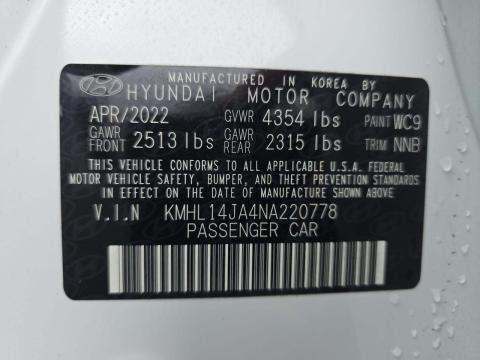 MANUFACTURED IN KOREA BY
HYUNDAI MOTOR COMPANY
APR/2022 GVWR 4354 lbs PAINT WC9
GAWR FRONT 2513 lbs GAWR REAR 2315 lbs TRIM NNB
THIS VEHICLE CONFORMS TO ALL APPLICABLE U.S.A. FEDERAL
MOTOR VEHICLE SAFETY, BUMPER, AND THEFT PREVENTION STANDARDS
IN EFFECT ON THE DATE OF MANUFACTURE SHOWN ABOVE.
V.I.N KMHL14JA4NA220778
PASSENGER CAR